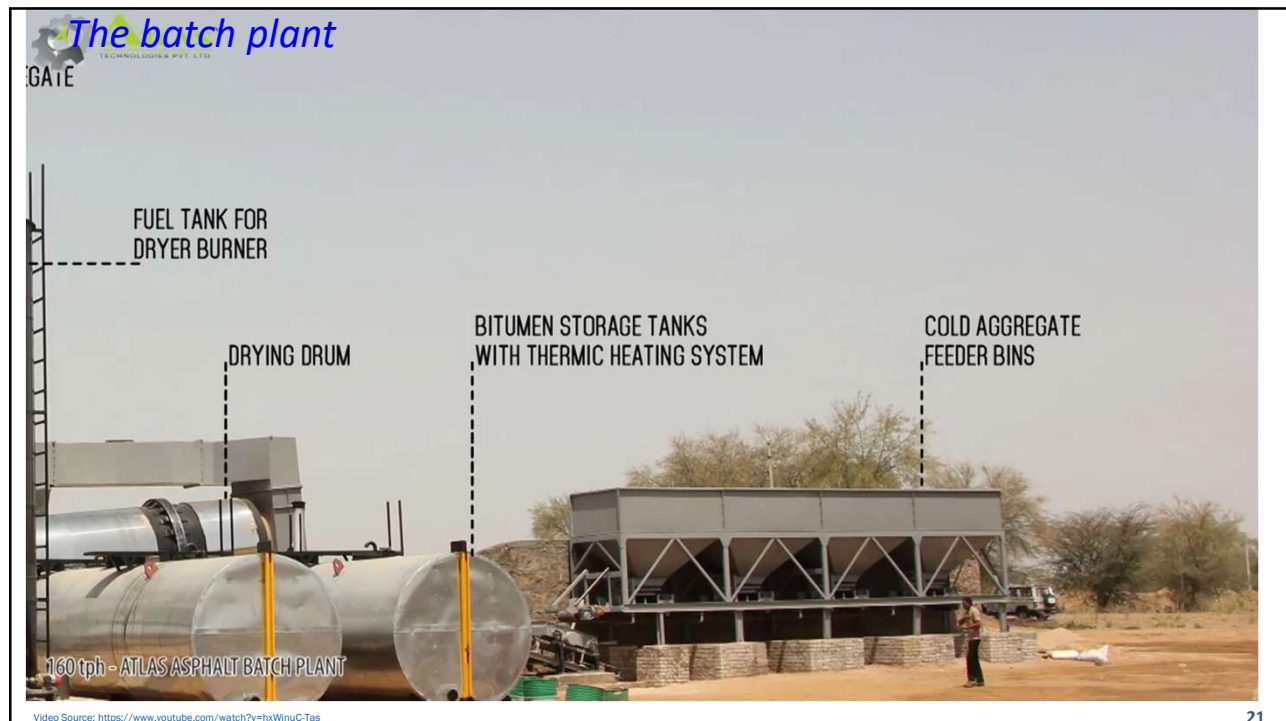 The batch plant
TECHNOLOGIES PVT. LTD.
FUEL TANK FOR
DRYER BURNER
DRYING DRUM
BITUMEN STORAGE TANKS
WITH THERMIC HEATING SYSTEM
COLD AGGREGATE
FEEDER BINS
160 tph - ATLAS ASPHALT BATCH PLANT
Video Source: https://www.youtube.com/watch?v=hxWinuC-Tas
21